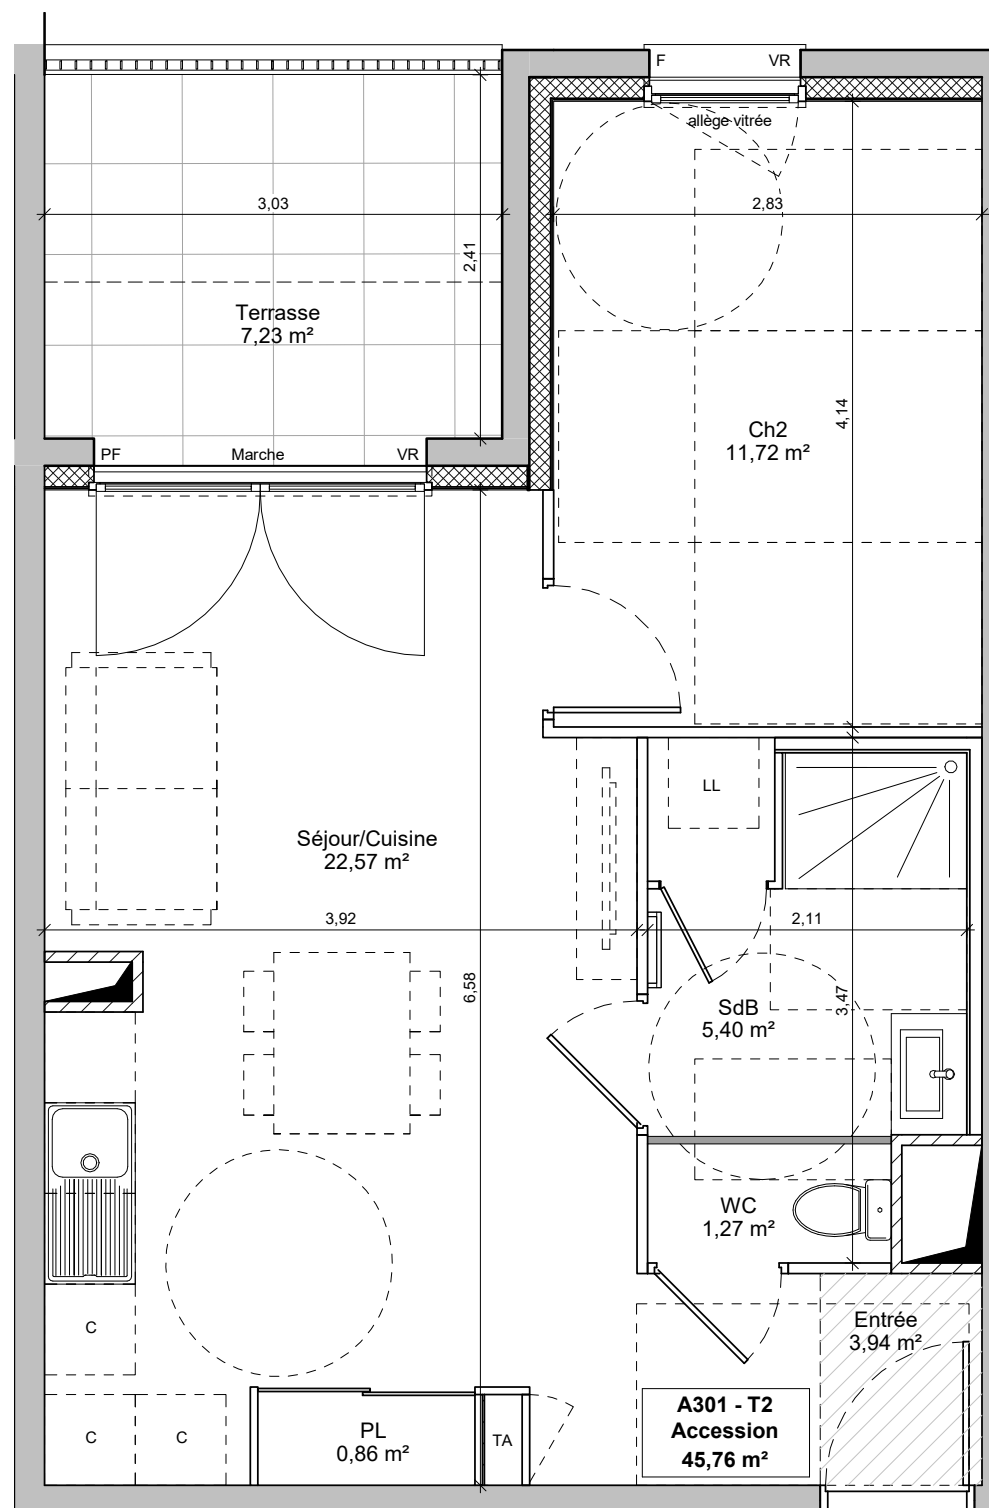 F VR
allège vitrée
3,03
2,83
2,41
Terrasse
7,23 m²
4,14
Ch2
11,72 m²
PF Marche VR
LL
Séjour/Cuisine
22,57 m²
3,92
2,11
6,58
3,47
SdB
5,40 m²
WC
1,27 m²
Entrée
3,94 m²
C
C C
PL
0,86 m²
TA
A301 - T2
Accession
45,76 m²